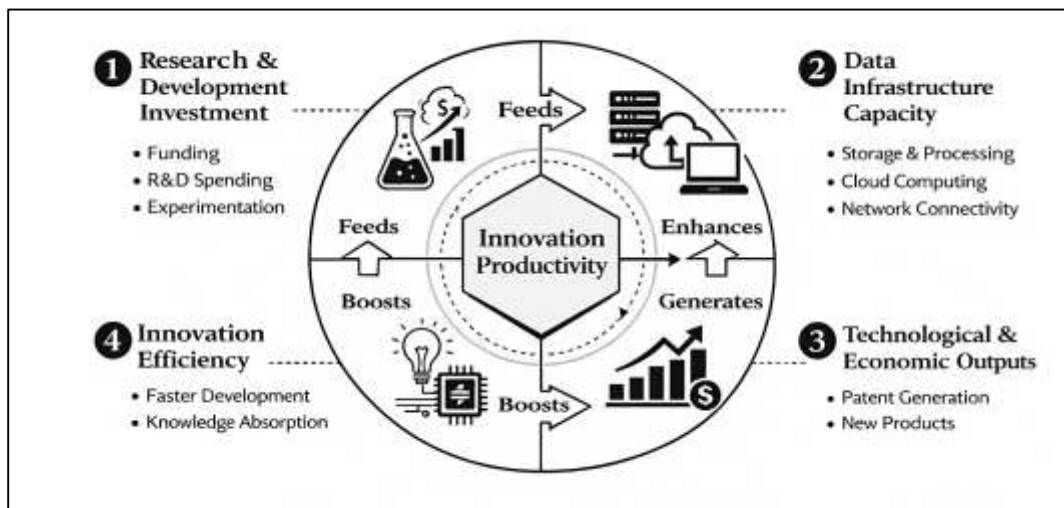 1 Research &
Development
Investment
• Funding
• R&D Spending
• Experimentation
$
Feeds
2 Data
Infrastructure
Capacity
• Storage & Processing
• Cloud Computing
• Network Connectivity
Feeds
Innovation
Productivity
Enhances
Boosts
Generates
4 Innovation
Efficiency
• Faster Development
• Knowledge Absorption
Boosts
$
3 Technological &
Economic Outputs
• Patent Generation
• New Products